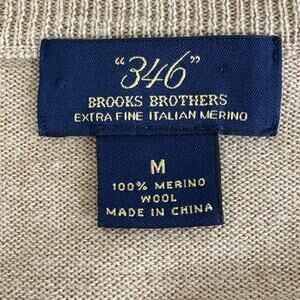 "346"
BROOKS BROTHERS
EXTRA FINE ITALIAN MERINO
M
100% MERINO
WOOL
MADE IN CHINA